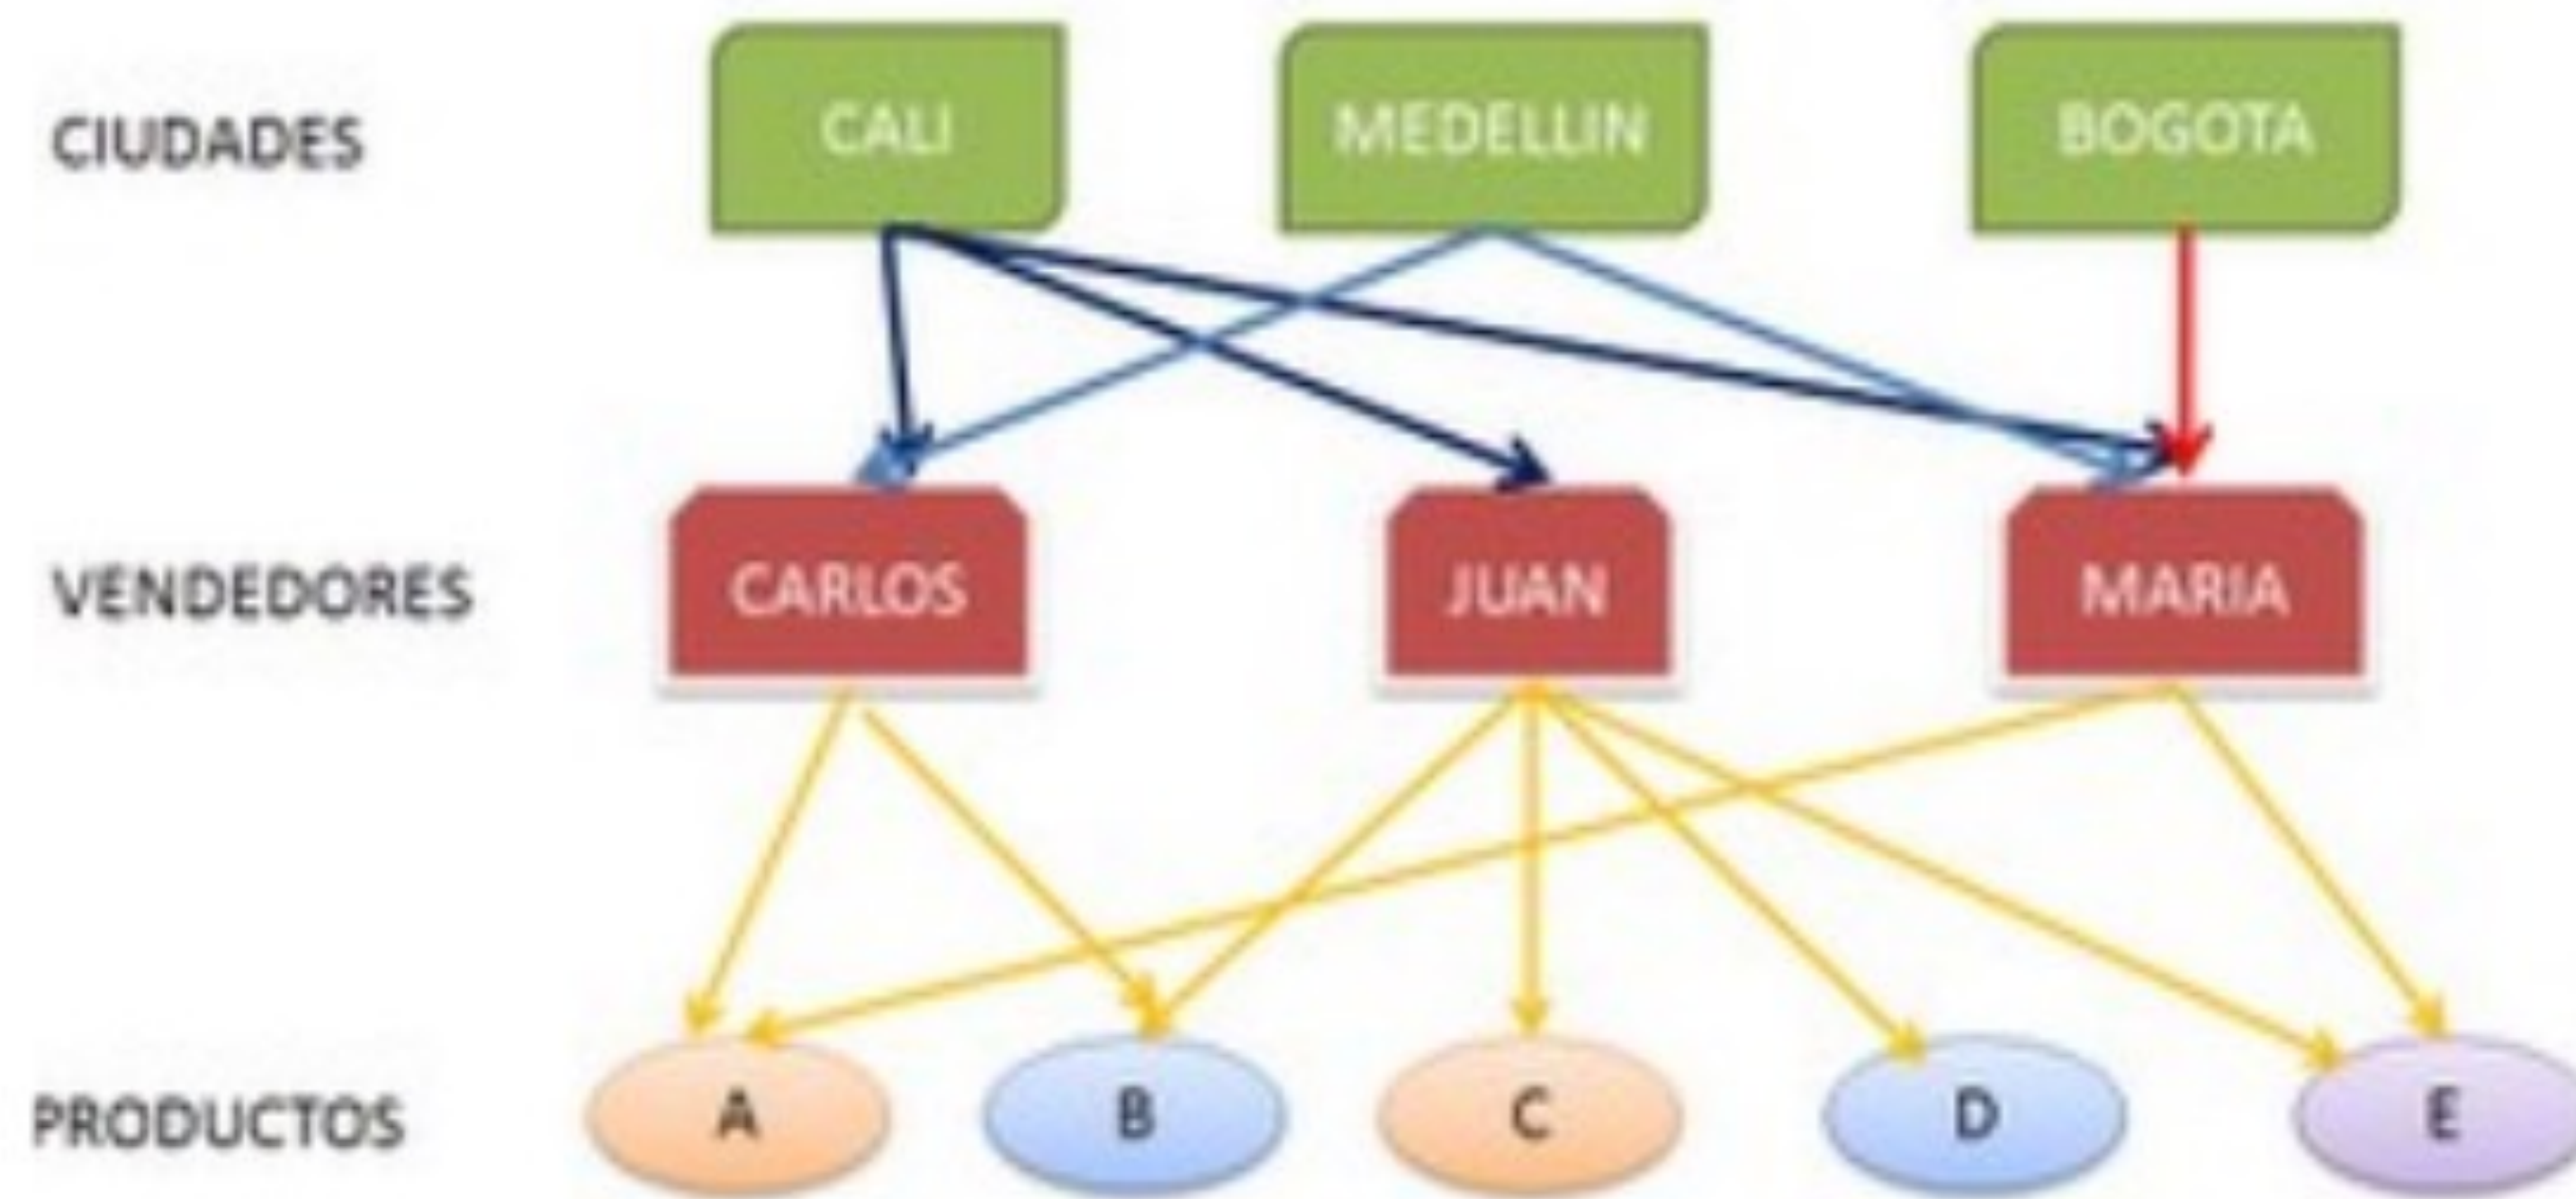 CIUDADES
CALI
MEDELLIN
BOGOTA
VENDEDORES
CARLOS
JUAN
MARIA
PRODUCTOS
A
B
C
D
E